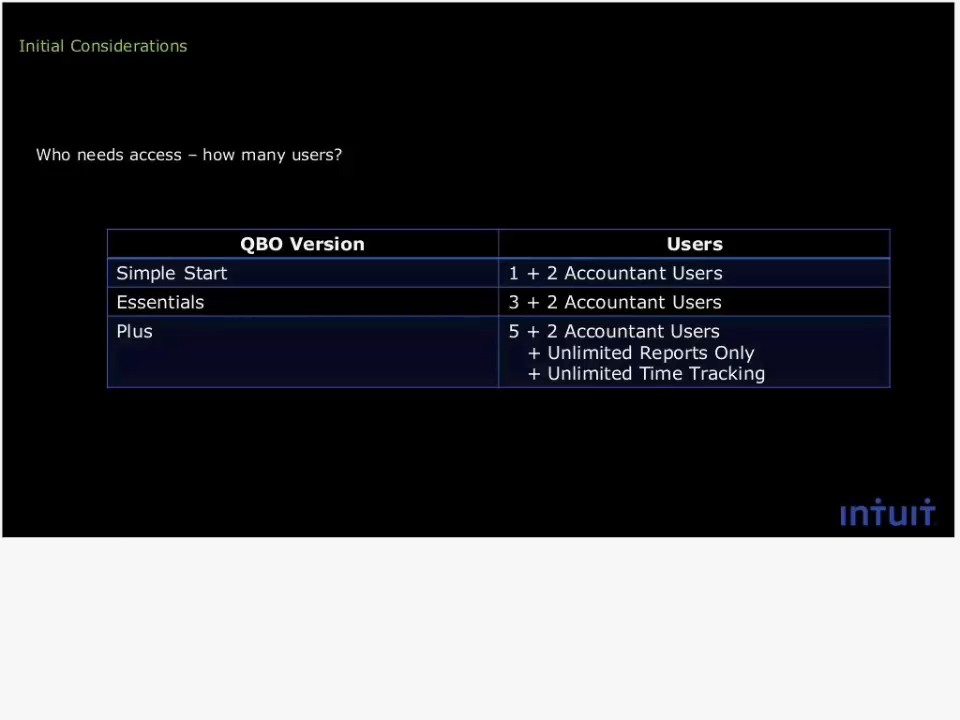 Initial Considerations
Who needs access – how many users?
QBO Version Users
Simple Start 1 + 2 Accountant Users
Essentials 3 + 2 Accountant Users
Plus 5 + 2 Accountant Users
+ Unlimited Reports Only
+ Unlimited Time Tracking
intuit